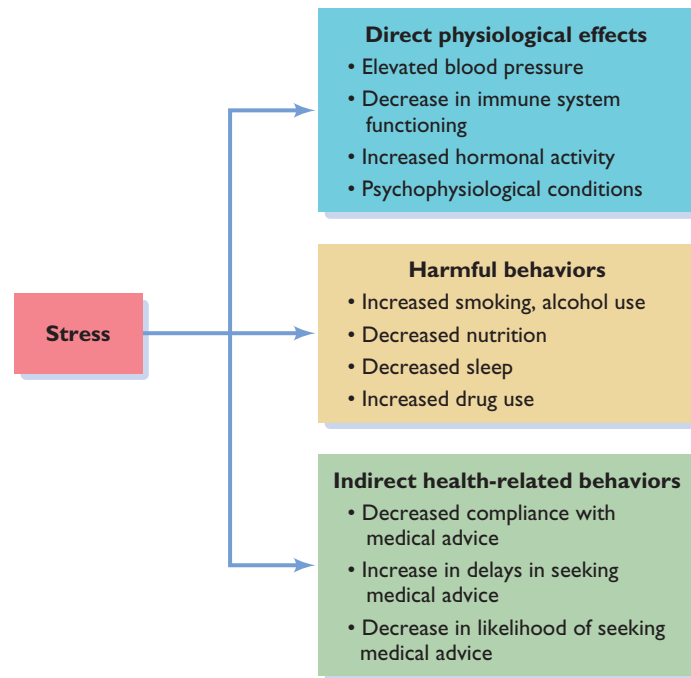 Direct physiological effects
• Elevated blood pressure
• Decrease in immune system
functioning
• Increased hormonal activity
• Psychophysiological conditions
Stress
Harmful behaviors
• Increased smoking, alcohol use
• Decreased nutrition
• Decreased sleep
• Increased drug use
Indirect health-related behaviors
• Decreased compliance with
medical advice
• Increase in delays in seeking
medical advice
• Decrease in likelihood of seeking
medical advice